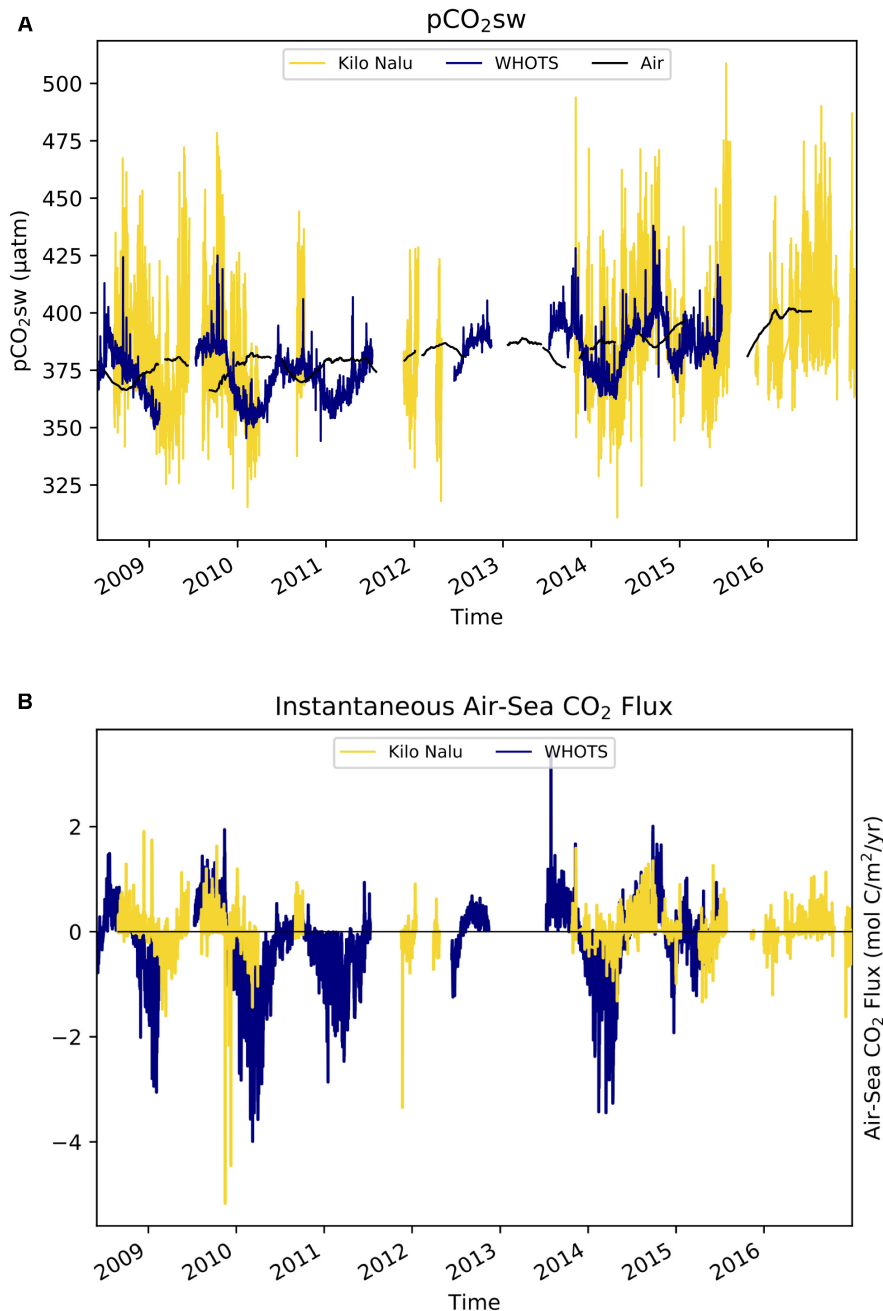 A
pCO₂sw
Kilo Nalu WHOTS Air
500
475
450
425
400
375
350
325
pCO₂sw (µatm)
2009 2010 2011 2012 2013 2014 2015 2016
Time
B
Instantaneous Air-Sea CO₂ Flux
Kilo Nalu WHOTS
2
0
−2
−4
Air-Sea CO₂ Flux (mol C/m²/yr)
2009 2010 2011 2012 2013 2014 2015 2016
Time